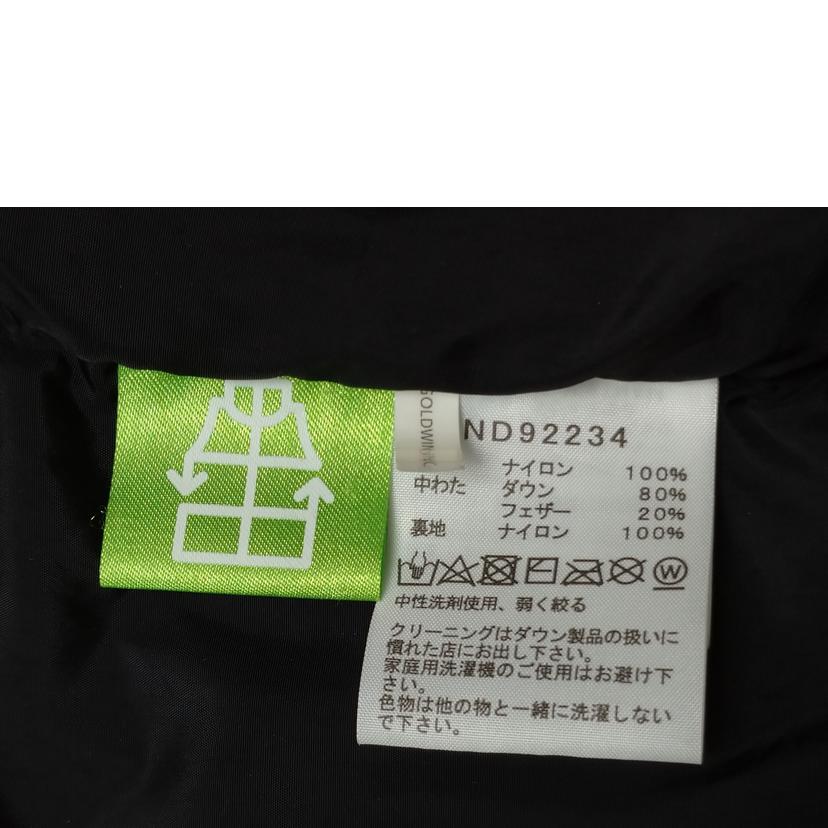 GOLDWIN
ND92234
ナイロン 100%
中わた ダウン 80%
フェザー 20%
裏地 ナイロン 100%
W
中性洗剤使用、弱く絞る
クリーニングはダウン製品の扱いに
慣れた店にお出し下さい。
家庭用洗濯機のご使用はお避け下
さい。
色物は他の物と一緒に洗濯しない
で下さい。